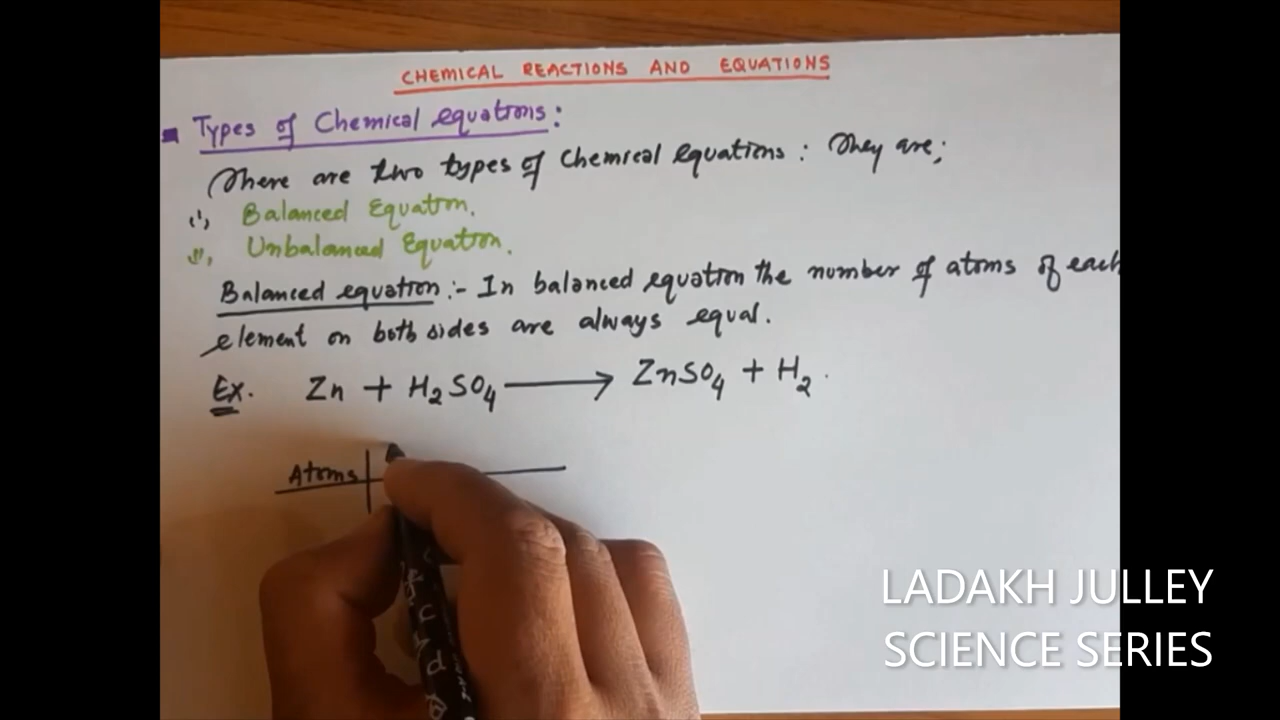 CHEMICAL REACTIONS AND EQUATIONS
Types of Chemical equations:
There are two types of Chemical equations: They are;
(i), Balanced Equation.
(ii), Unbalanced Equation.
Balanced equation:- In balanced equation the number of atoms of each
element on both sides are always equal.
Ex. Zn + H₂SO₄ ⟶ ZnSO₄ + H₂.
Atoms
LADAKH JULLEY
SCIENCE SERIES